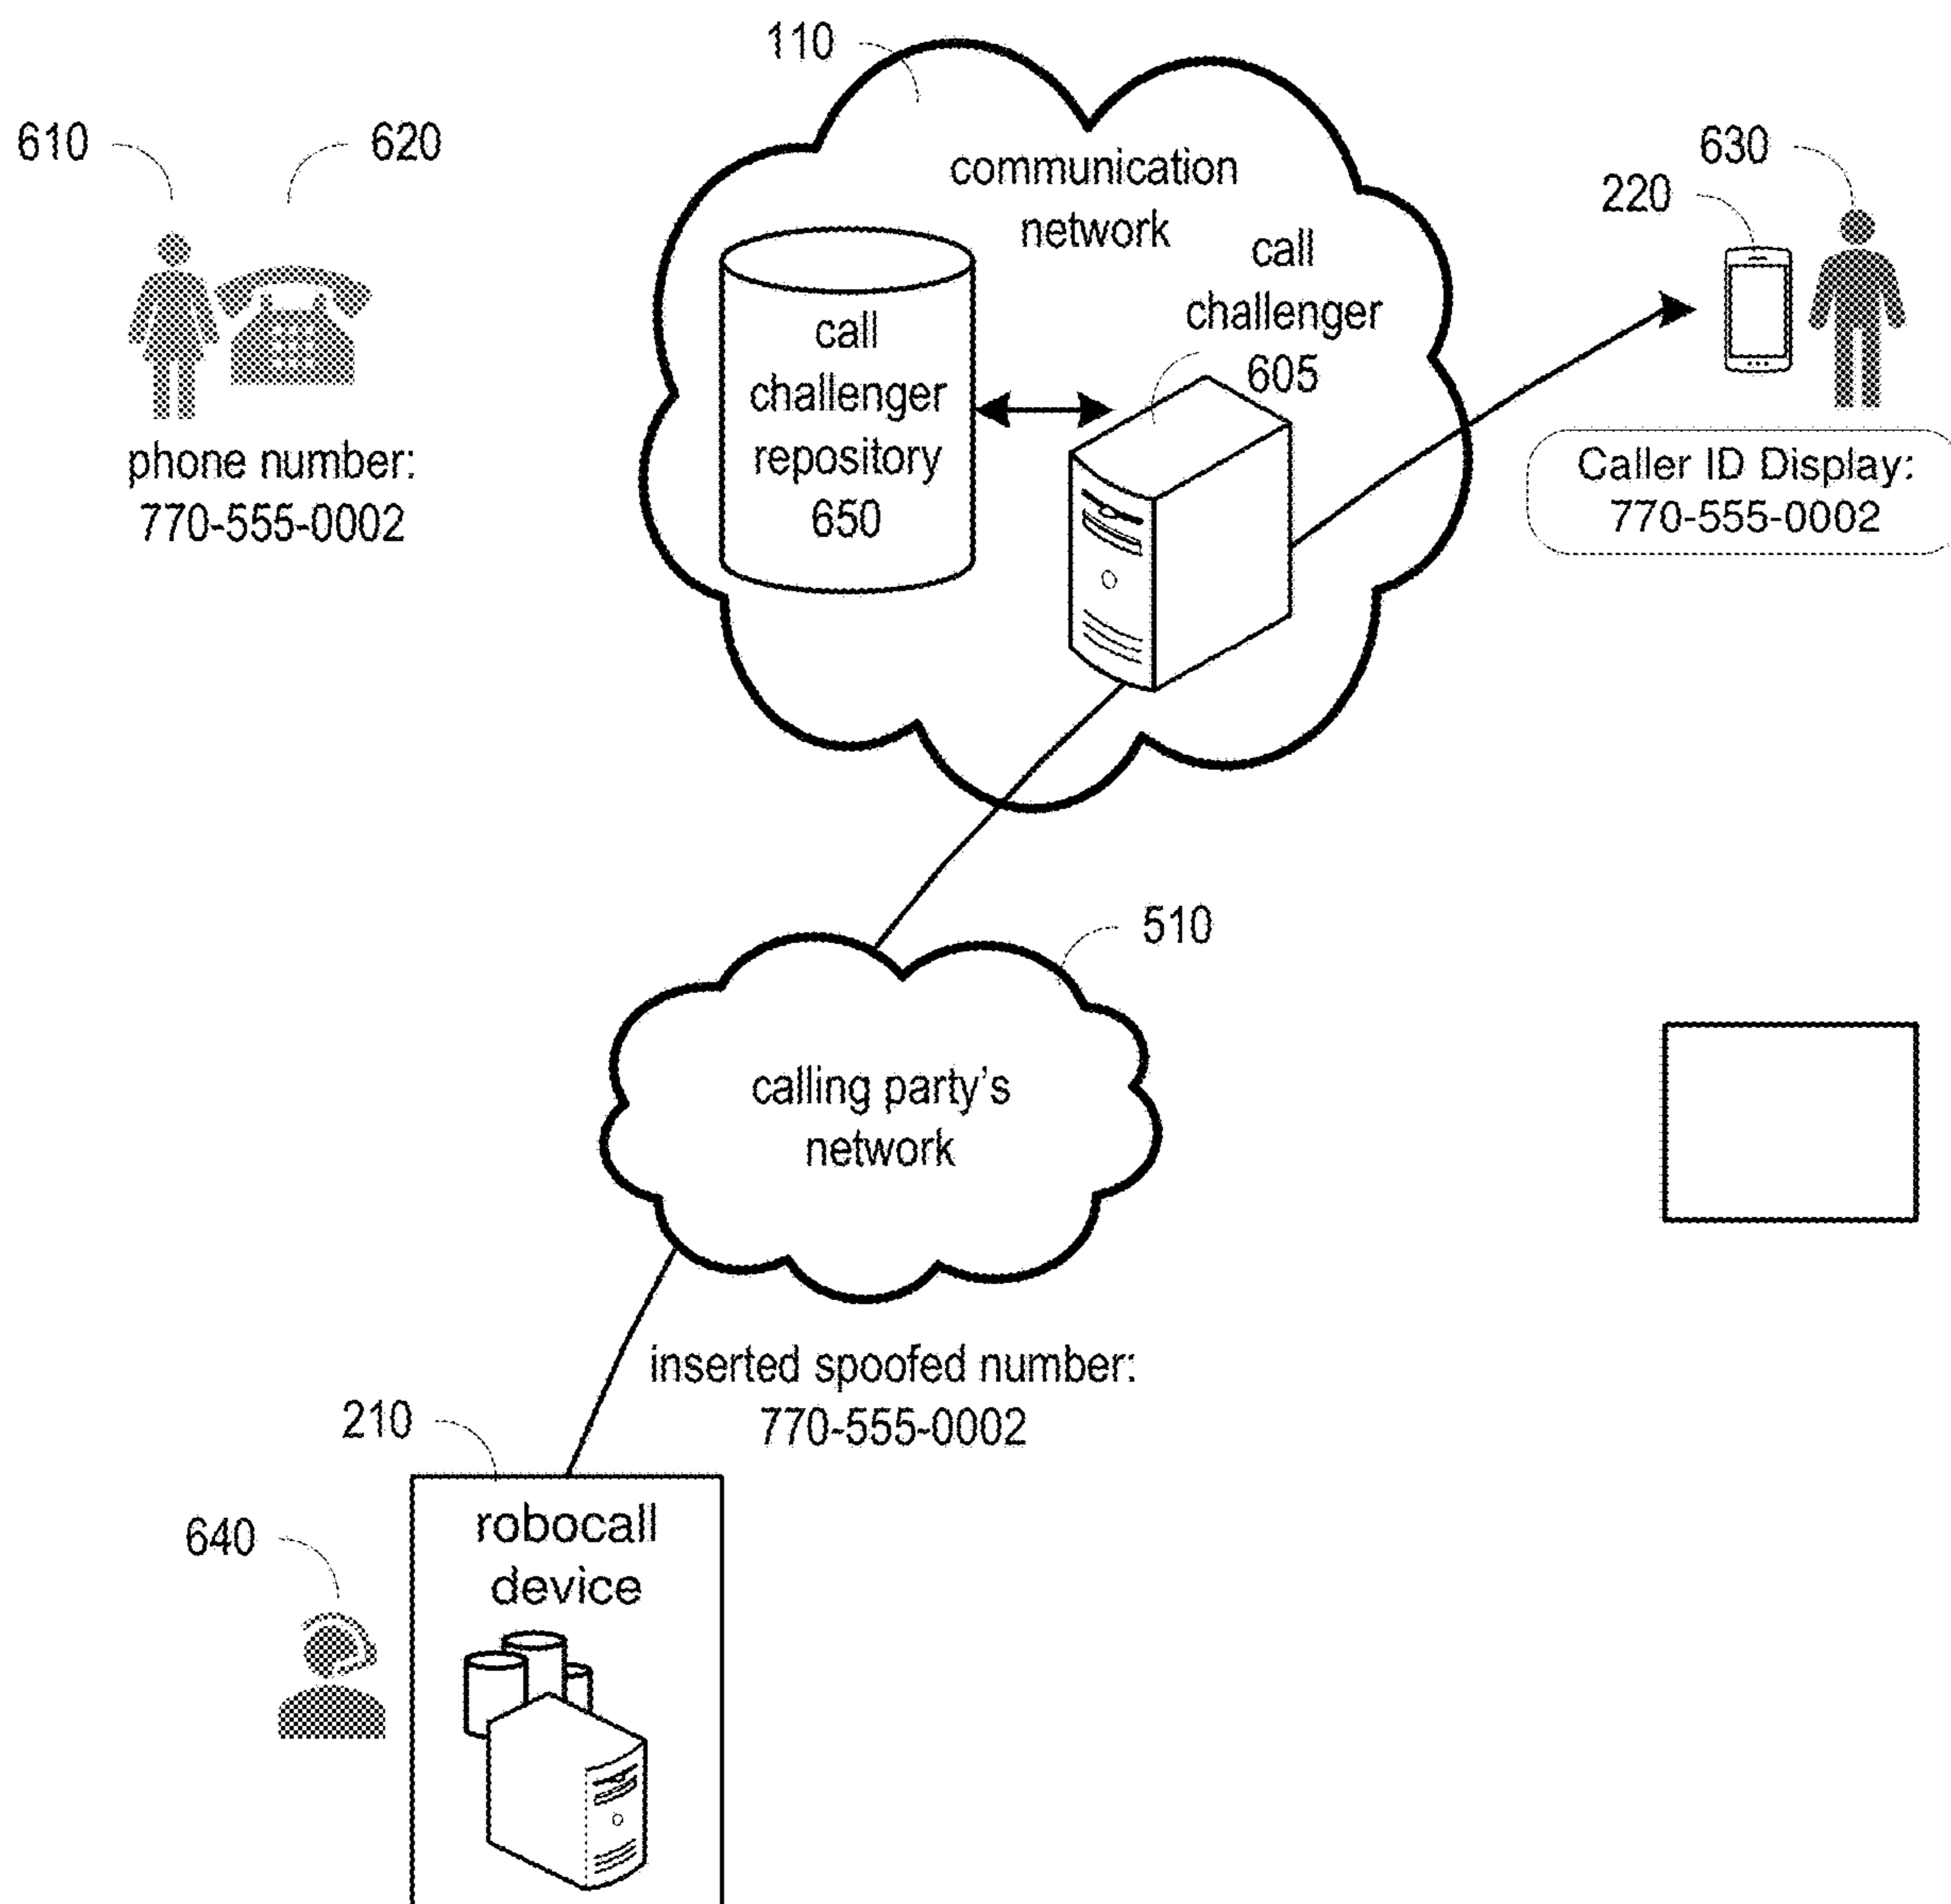 110
610
620
630
220
communication
network
call
challenger
605
call
challenger
repository
650
phone number:
770-555-0002
Caller ID Display:
770-555-0002
510
calling party's
network
inserted spoofed number:
770-555-0002
210
640
robocall
device